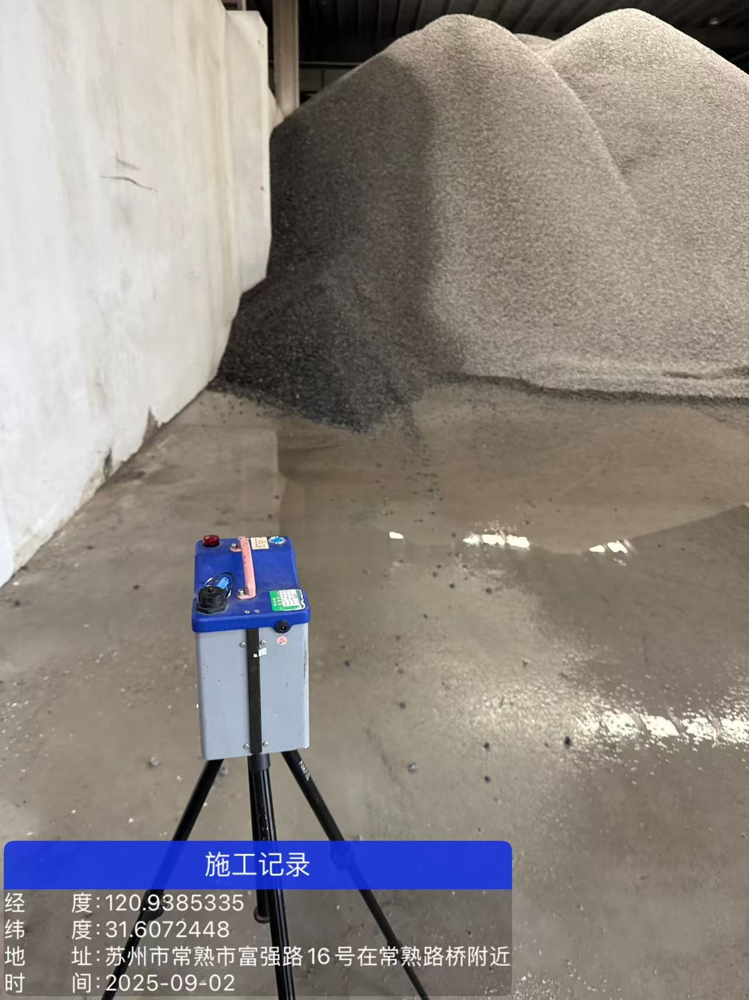 施工记录
经 度:120.9385335
纬 度:31.6072448
地 址:苏州市常熟市富强路16号在常熟路桥附近
时 间:2025-09-02